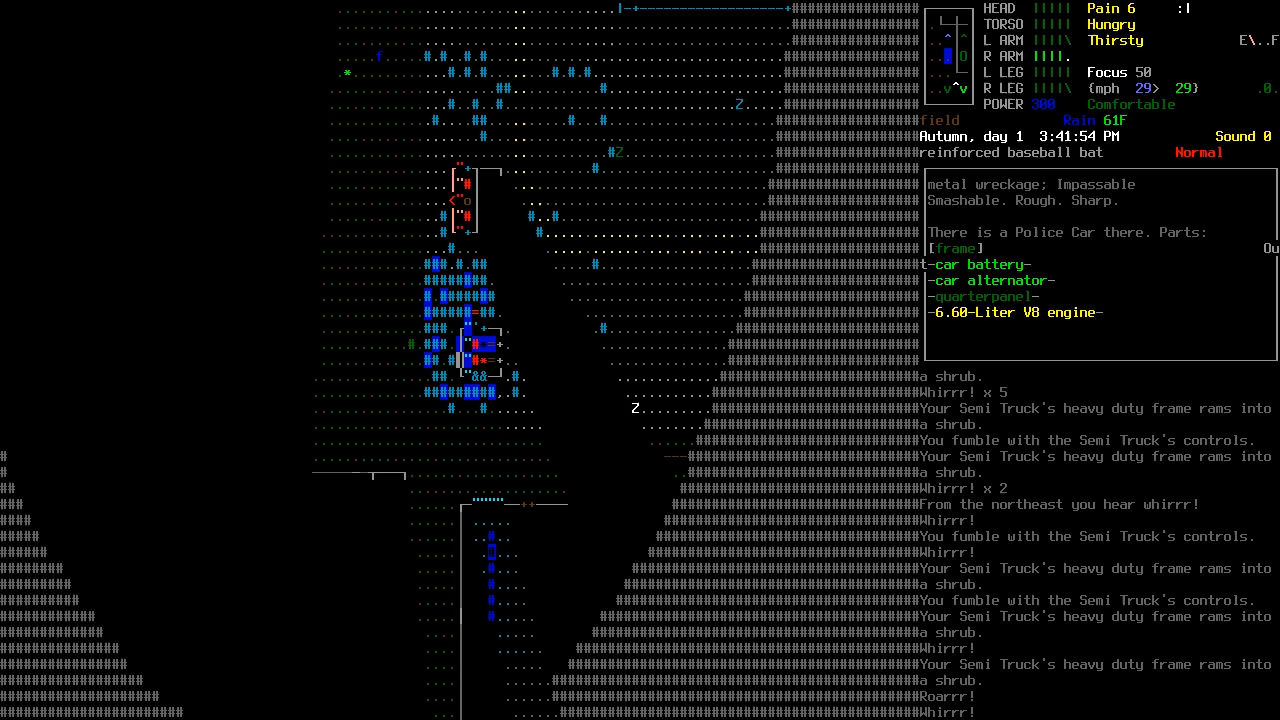 HEAD ||||| Pain 6 :|
TORSO ||||| Hungry
L ARM ||||\ Thirsty E\..F
R ARM ||||.
L LEG ||||| Focus 50
R LEG ||||\ {mph 29> 29} .0.
POWER 300 Comfortable
field Rain 61F
Autumn, day 1 3:41:54 PM Sound 0
reinforced baseball bat Normal
metal wreckage; Impassable
Smashable. Rough. Sharp.
There is a Police Car there. Parts:
[frame] Ou
t-car battery-
-car alternator-
-quarterpanel-
-6.60-Liter V8 engine-
a shrub.
Whirrr! x 5
Your Semi Truck's heavy duty frame rams into
a shrub.
You fumble with the Semi Truck's controls.
Your Semi Truck's heavy duty frame rams into
a shrub.
Whirrr! x 2
From the northeast you hear whirrr!
Whirrr!
You fumble with the Semi Truck's controls.
Whirrr!
Your Semi Truck's heavy duty frame rams into
a shrub.
You fumble with the Semi Truck's controls.
Your Semi Truck's heavy duty frame rams into
a shrub.
Whirrr!
Your Semi Truck's heavy duty frame rams into
a shrub.
Roarrr!
Whirrr!